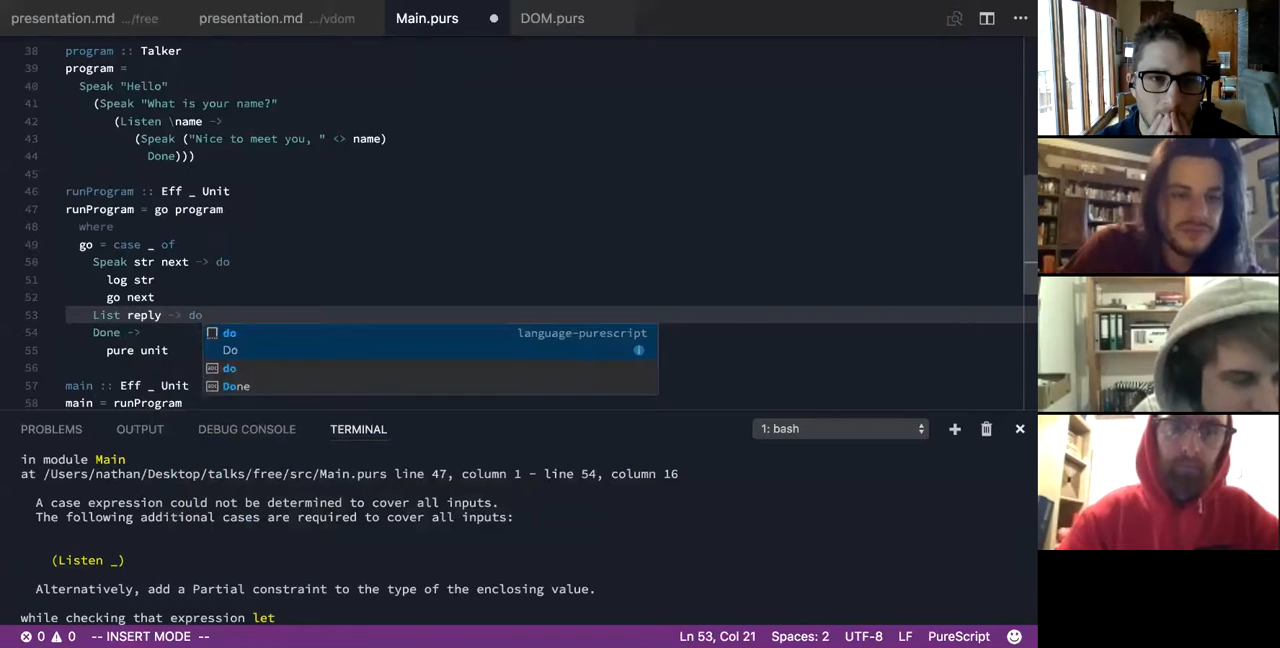 presentation.md .../free presentation.md .../vdom Main.purs DOM.purs
38 program :: Talker
39 program =
40 Speak "Hello"
41 (Speak "What is your name?"
42 (Listen \name ->
43 (Speak ("Nice to meet you, " <> name)
44 Done)))
45
46 runProgram :: Eff _ Unit
47 runProgram = go program
48 where
49 go = case _ of
50 Speak str next -> do
51 log str
52 go next
53 List reply -> do
54 Done ->
do language-purescript
Do
55 pure unit
56
do
57 main :: Eff _ Unit
Done
58 main = runProgram
PROBLEMS OUTPUT DEBUG CONSOLE TERMINAL 1: bash
in module Main
at /Users/nathan/Desktop/talks/free/src/Main.purs line 47, column 1 - line 54, column 16
A case expression could not be determined to cover all inputs.
The following additional cases are required to cover all inputs:
(Listen _)
Alternatively, add a Partial constraint to the type of the enclosing value.
while checking that expression let
0 0 -- INSERT MODE -- Ln 53, Col 21 Spaces: 2 UTF-8 LF PureScript